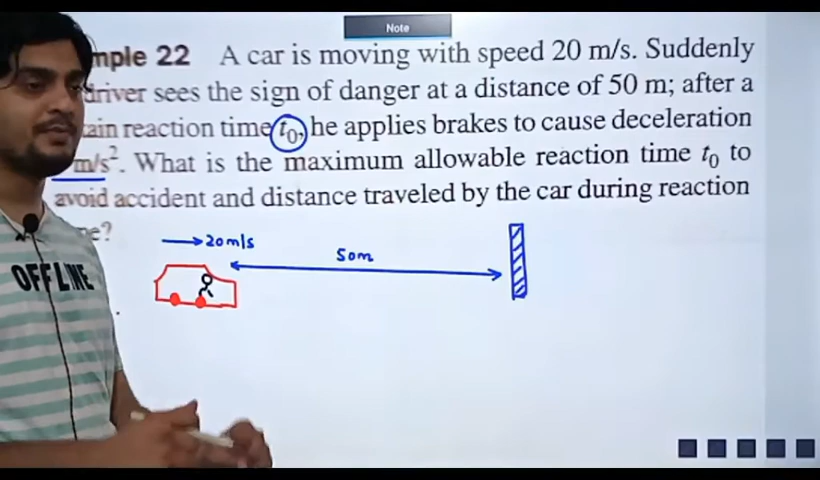 Note
mple 22 A car is moving with speed 20 m/s. Suddenly
driver sees the sign of danger at a distance of 50 m; after a
tain reaction time t₀, he applies brakes to cause deceleration
m/s². What is the maximum allowable reaction time t₀ to
avoid accident and distance traveled by the car during reaction
e?
20m/s
50m
OFFLINE